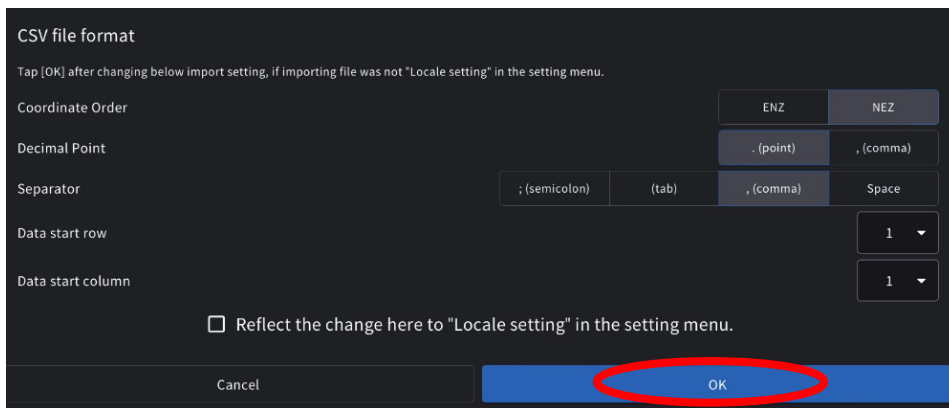 CSV file format
Tap [OK] after changing below import setting, if importing file was not "Locale setting" in the setting menu.
Coordinate Order ENZ NEZ
Decimal Point . (point) , (comma)
Separator ; (semicolon) (tab) , (comma) Space
Data start row 1
Data start column 1
Reflect the change here to "Locale setting" in the setting menu.
Cancel OK